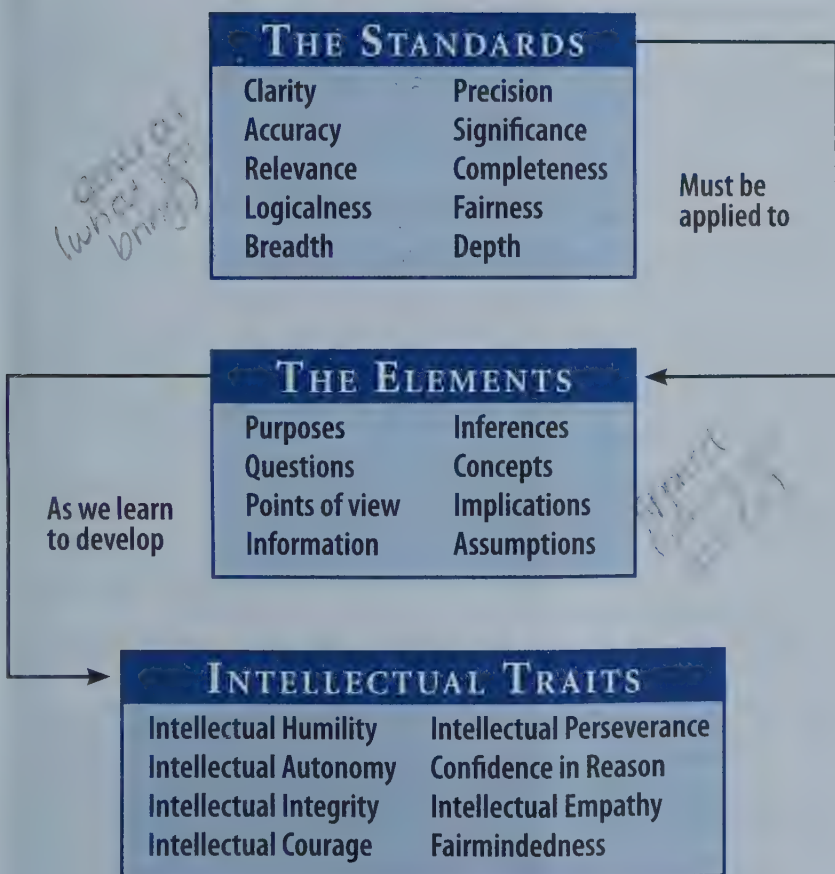 THE STANDARDS
Clarity Precision
Accuracy Significance
Relevance Completeness
Logicalness Fairness
Breadth Depth
Must be
applied to
THE ELEMENTS
Purposes Inferences
Questions Concepts
Points of view Implications
Information Assumptions
As we learn
to develop
INTELLECTUAL TRAITS
Intellectual Humility Intellectual Perseverance
Intellectual Autonomy Confidence in Reason
Intellectual Integrity Intellectual Empathy
Intellectual Courage Fairmindedness